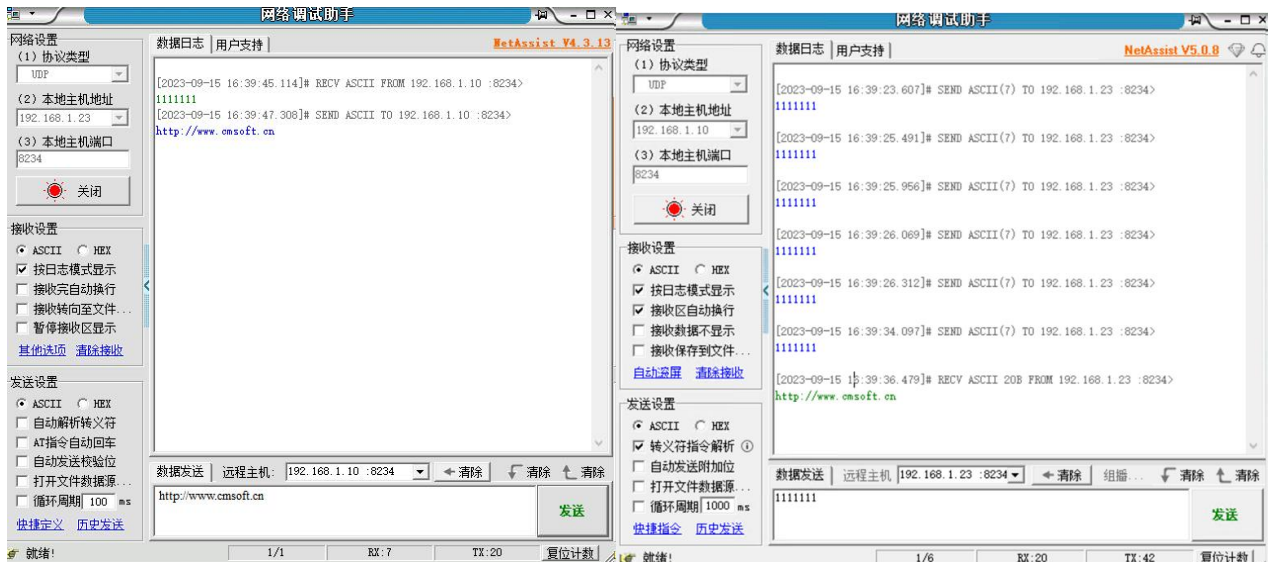 网络调试助手
网络设置
(1) 协议类型
UDP
(2) 本地主机地址
192.168.1.23
(3) 本地主机端口
8234
关闭
接收设置
ASCII HEX
按日志模式显示
接收完自动换行
接收转向至文件...
暂停接收区显示
其他选项 清除接收
发送设置
ASCII HEX
自动解析转义符
AT指令自动回车
自动发送校验位
打开文件数据源...
循环周期 100 ms
快捷定义 历史发送
数据日志 用户支持 NetAssist V4.3.13
[2023-09-15 16:39:45.114]# RECV ASCII FROM 192.168.1.10 :8234>
1111111
[2023-09-15 16:39:47.308]# SEND ASCII TO 192.168.1.10 :8234>
http://www.cmsoft.cn
数据发送 远程主机: 192.168.1.10 :8234 清除 清除 清除
http://www.cmsoft.cn
发送
就绪! 1/1 RX:7 TX:20 复位计数
网络调试助手
网络设置
(1) 协议类型
UDP
(2) 本地主机地址
192.168.1.10
(3) 本地主机端口
8234
关闭
接收设置
ASCII HEX
按日志模式显示
接收区自动换行
接收数据不显示
接收保存到文件...
自动滚屏 清除接收
发送设置
ASCII HEX
转义符指令解析
自动发送附加位
打开文件数据源...
循环周期 1000 ms
快捷指令 历史发送
数据日志 用户支持 NetAssist V5.0.8
[2023-09-15 16:39:23.607]# SEND ASCII(7) TO 192.168.1.23 :8234>
1111111
[2023-09-15 16:39:25.491]# SEND ASCII(7) TO 192.168.1.23 :8234>
1111111
[2023-09-15 16:39:25.956]# SEND ASCII(7) TO 192.168.1.23 :8234>
1111111
[2023-09-15 16:39:26.069]# SEND ASCII(7) TO 192.168.1.23 :8234>
1111111
[2023-09-15 16:39:26.312]# SEND ASCII(7) TO 192.168.1.23 :8234>
1111111
[2023-09-15 16:39:34.097]# SEND ASCII(7) TO 192.168.1.23 :8234>
1111111
[2023-09-15 16:39:36.479]# RECV ASCII 20B FROM 192.168.1.23 :8234>
http://www.cmsoft.cn
数据发送 远程主机 192.168.1.23 :8234 清除 组播... 清除 清除
1111111
发送
就绪! 1/6 RX:20 TX:42 复位计数